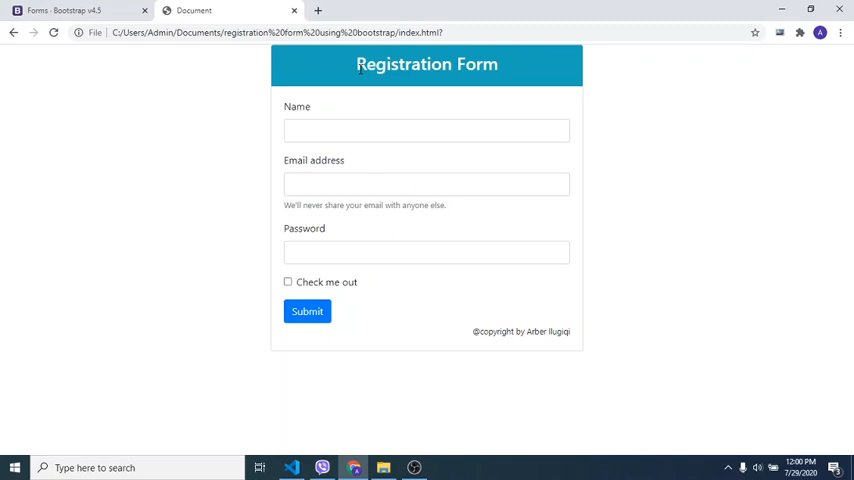 Forms - Bootstrap v4.5
Document
File
C:/Users/Admin/Documents/registration%20form%20using%20bootstrap/index.html?
A
Registration Form
Name
Email address
We'll never share your email with anyone else.
Password
Check me out
Submit
@copyright by Arber Ilugiqi
Type here to search
12:00 PM
7/29/2020
3